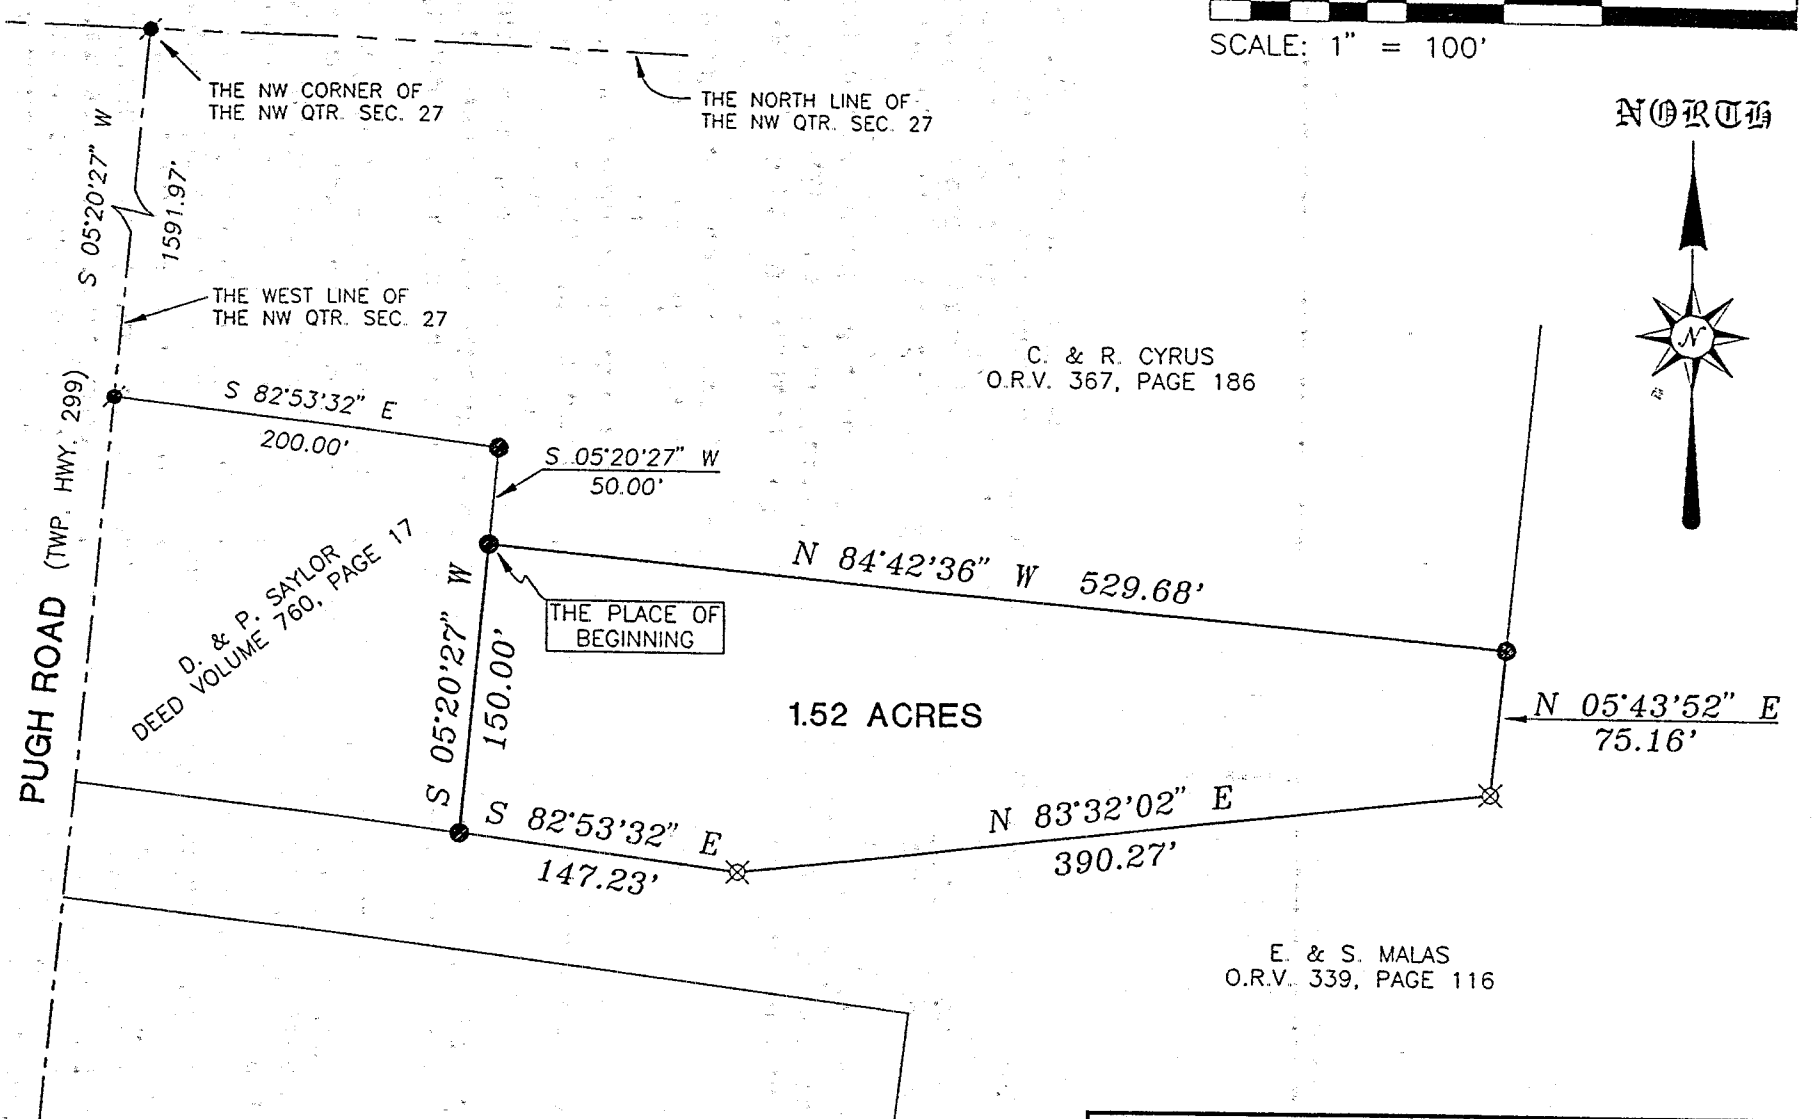 SCALE: 1" = 100'
THE NW CORNER OF
THE NW QTR. SEC. 27
THE NORTH LINE OF
THE NW QTR. SEC. 27
NORTH
S 05°20'27" W
1591.97'
THE WEST LINE OF
THE NW QTR. SEC. 27
C. & R. CYRUS
O.R.V. 367, PAGE 186
N
S 82°53'32" E
200.00'
S 05°20'27" W
50.00'
PUGH ROAD (TWP. HWY. 299)
D. & P. SAYLOR
DEED VOLUME 760, PAGE 17
N 84°42'36" W 529.68'
THE PLACE OF
BEGINNING
S 05°20'27" W
150.00'
1.52 ACRES
N 05°43'52" E
75.16'
S 82°53'32" E
147.23'
N 83°32'02" E
390.27'
E. & S. MALAS
O.R.V. 339, PAGE 116